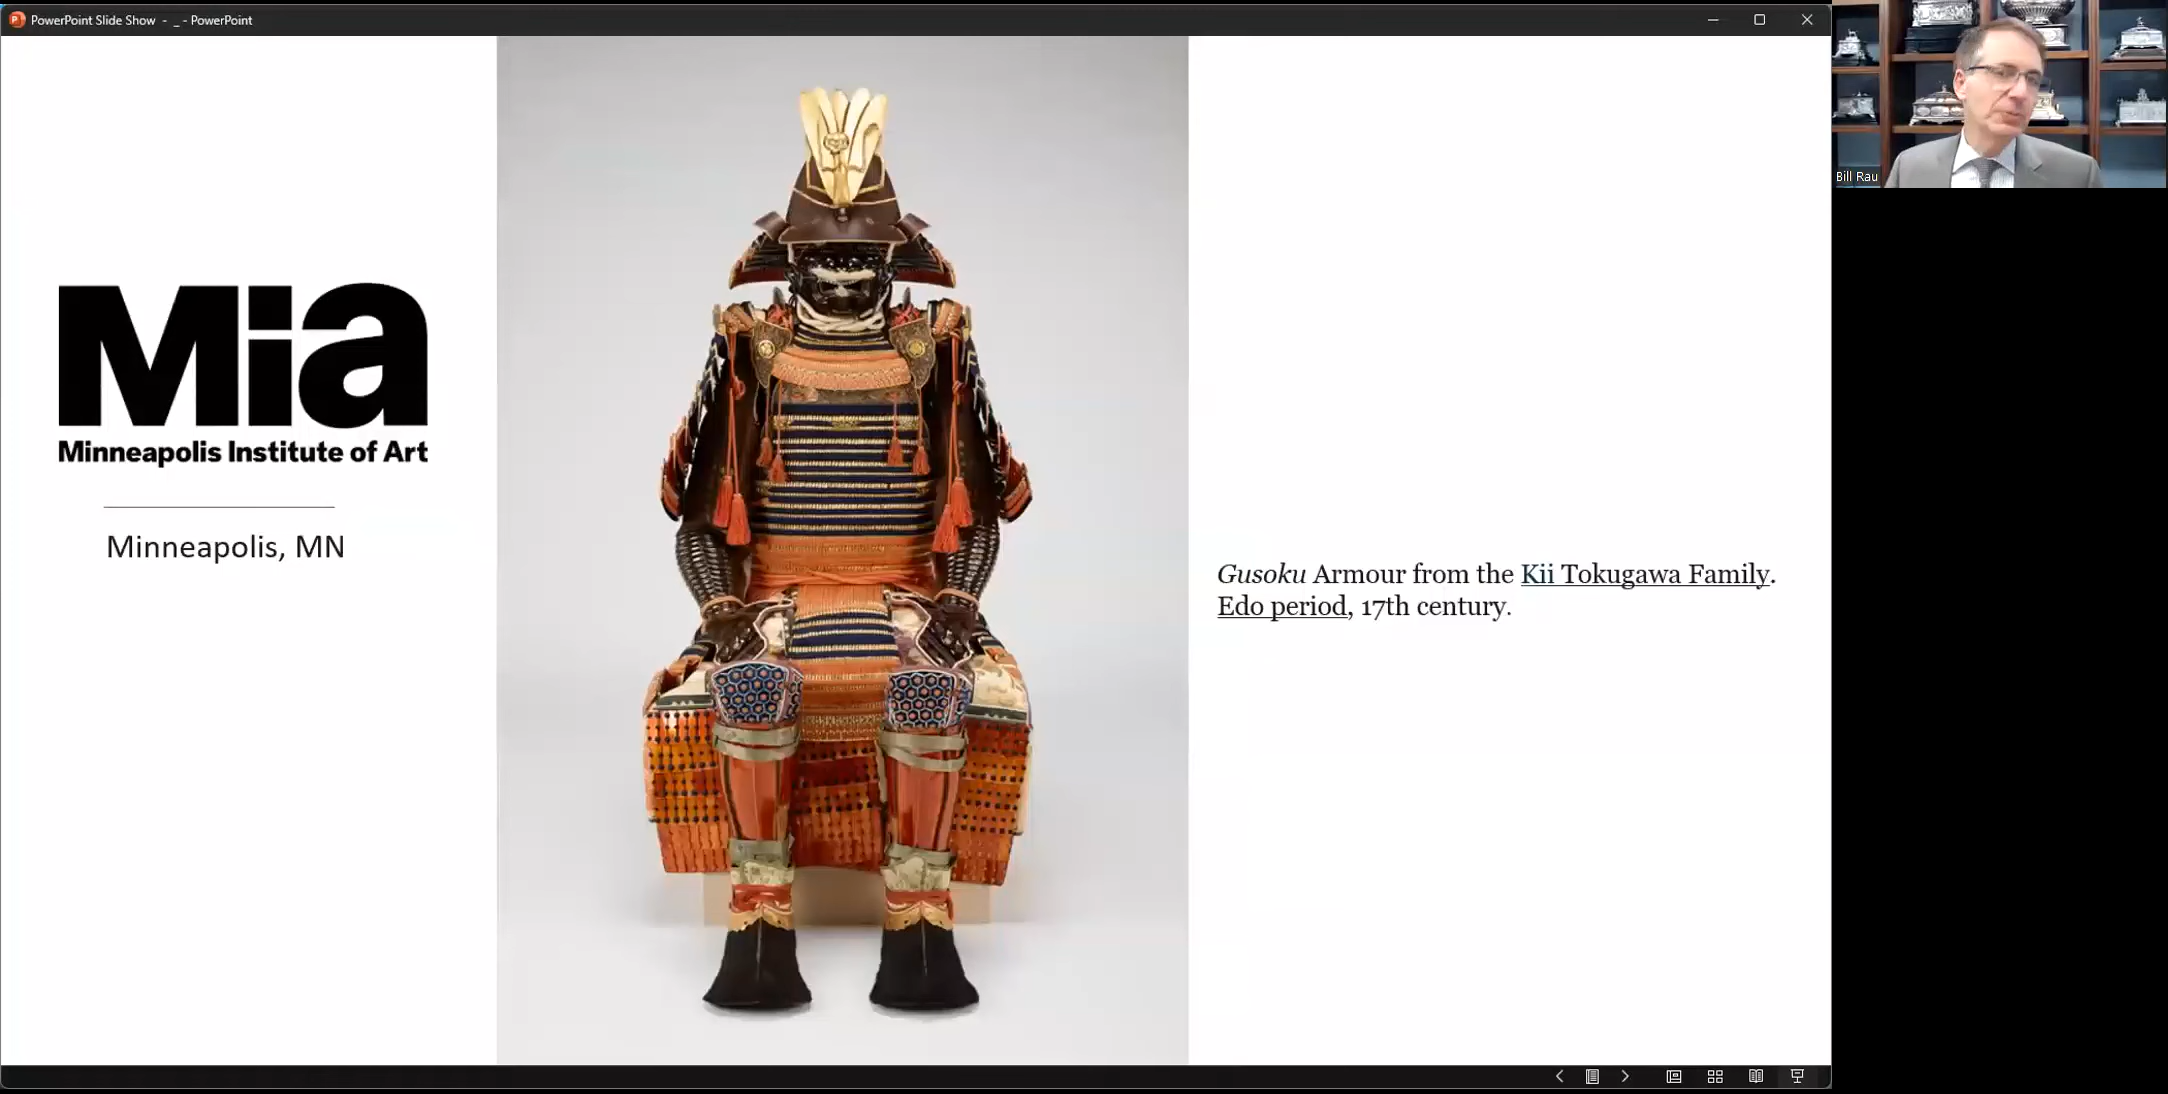 PowerPoint Slide Show - _ - PowerPoint
Mia
Minneapolis Institute of Art
Minneapolis, MN
Gusoku Armour from the Kii Tokugawa Family.
Edo period, 17th century.
Bill Rau